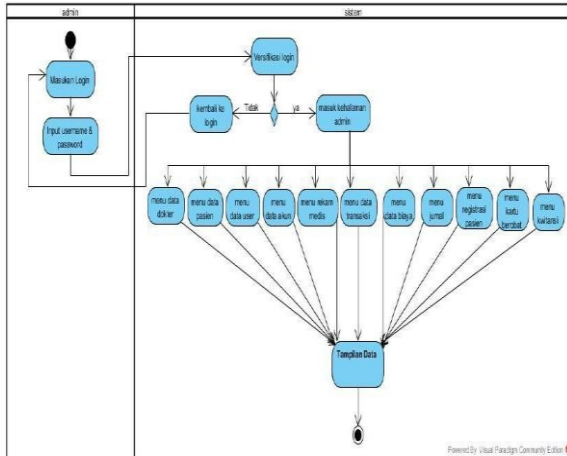 admin
sistem
Masukan Login
Input username &
password
Versifikasi login
Tidak
ya
kembali ke
login
masuk kehalaman
admin
menu data
dokter
menu data
pasien
menu
data user
menu
data akun
menu rekam
medis
menu data
transaksi
menu
data biaya
menu
jurnal
menu
registrasi
pasien
menu
kartu
berobat
menu
kwitansi
Tampilan Data
Powered By Visual Paradigm Community Edition